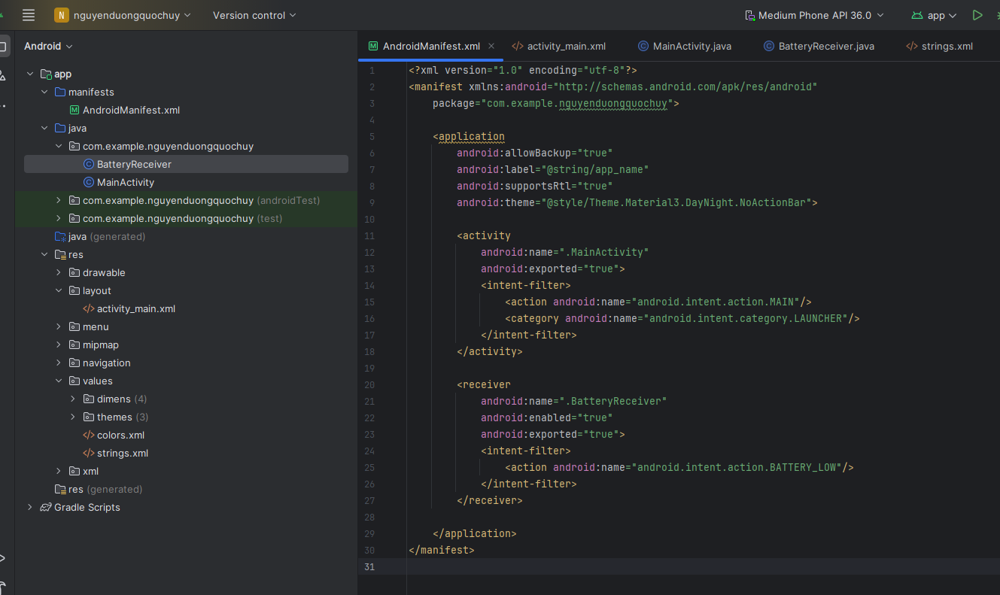 N nguyenduongquochuy Version control Medium Phone API 36.0 app
Android
AndroidManifest.xml activity_main.xml MainActivity.java BatteryReceiver.java strings.xml
app
manifests
AndroidManifest.xml
java
com.example.nguyenduongquochuy
BatteryReceiver
MainActivity
com.example.nguyenduongquochuy (androidTest)
com.example.nguyenduongquochuy (test)
java (generated)
res
drawable
layout
activity_main.xml
menu
mipmap
navigation
values
dimens (4)
themes (3)
colors.xml
strings.xml
xml
res (generated)
Gradle Scripts
1 <?xml version="1.0" encoding="utf-8"?>
2 <manifest xmlns:android="http://schemas.android.com/apk/res/android"
3 package="com.example.nguyenduongquochuy">
4
5 <application
6 android:allowBackup="true"
7 android:label="@string/app_name"
8 android:supportsRtl="true"
9 android:theme="@style/Theme.Material3.DayNight.NoActionBar">
10
11 <activity
12 android:name=".MainActivity"
13 android:exported="true">
14 <intent-filter>
15 <action android:name="android.intent.action.MAIN"/>
16 <category android:name="android.intent.category.LAUNCHER"/>
17 </intent-filter>
18 </activity>
19
20 <receiver
21 android:name=".BatteryReceiver"
22 android:enabled="true"
23 android:exported="true">
24 <intent-filter>
25 <action android:name="android.intent.action.BATTERY_LOW"/>
26 </intent-filter>
27 </receiver>
28
29 </application>
30 </manifest>
31